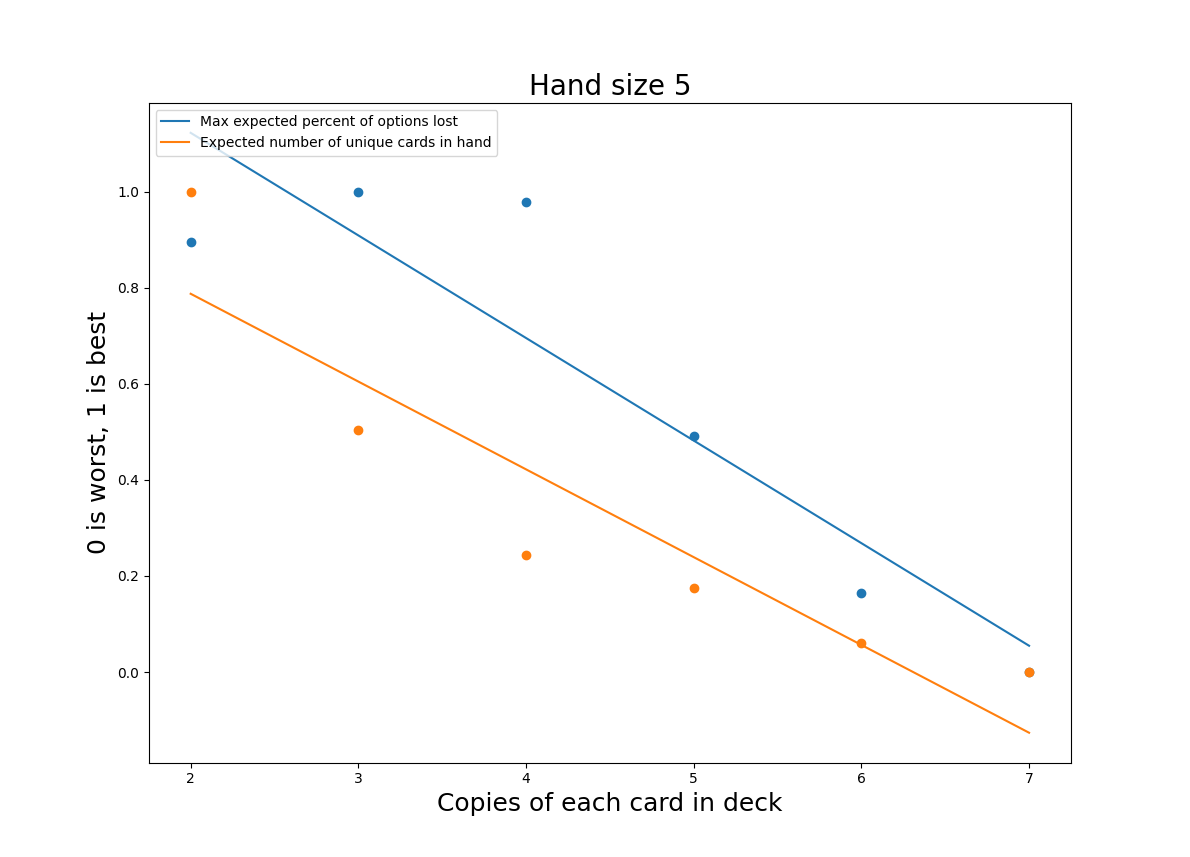 Hand size 5
Max expected percent of options lost
Expected number of unique cards in hand
0 is worst, 1 is best
1.0
0.8
0.6
0.4
0.2
0.0
2 3 4 5 6 7
Copies of each card in deck